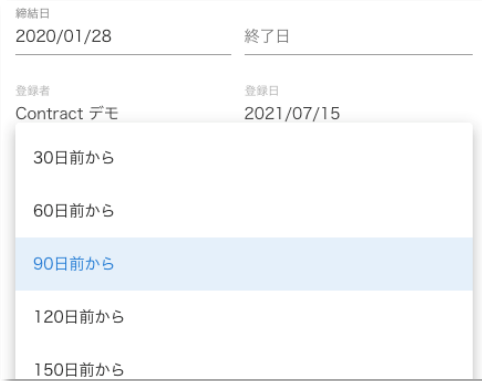 締結日
2020/01/28
終了日
登録者
登録日
Contract デモ
2021/07/15
30日前から
60日前から
90日前から
120日前から
150日前から